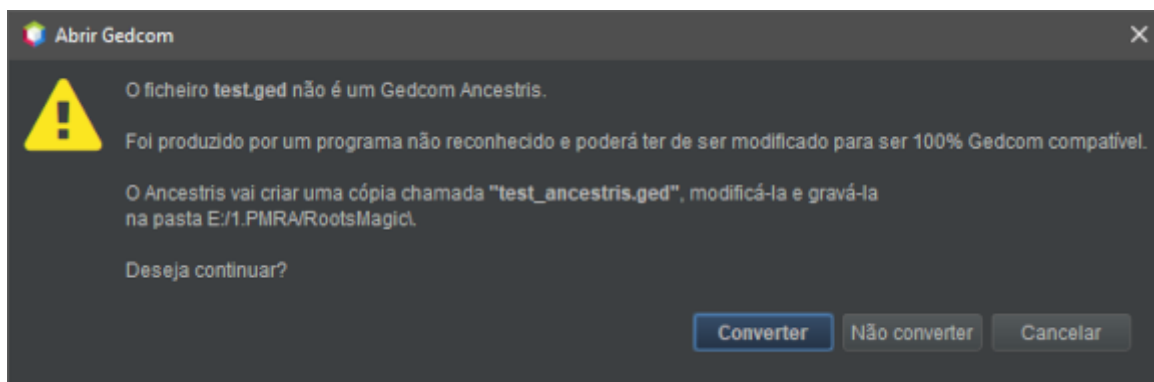 Abrir Gedcom
O ficheiro test.ged não é um Gedcom Ancestris.
Foi produzido por um programa não reconhecido e poderá ter de ser modificado para ser 100% Gedcom compatível.
O Ancestris vai criar uma cópia chamada "test_ancestris.ged", modificá-la e gravá-la
na pasta E:/1.PMRA/RootsMagic\.
Deseja continuar?
Converter Não converter Cancelar